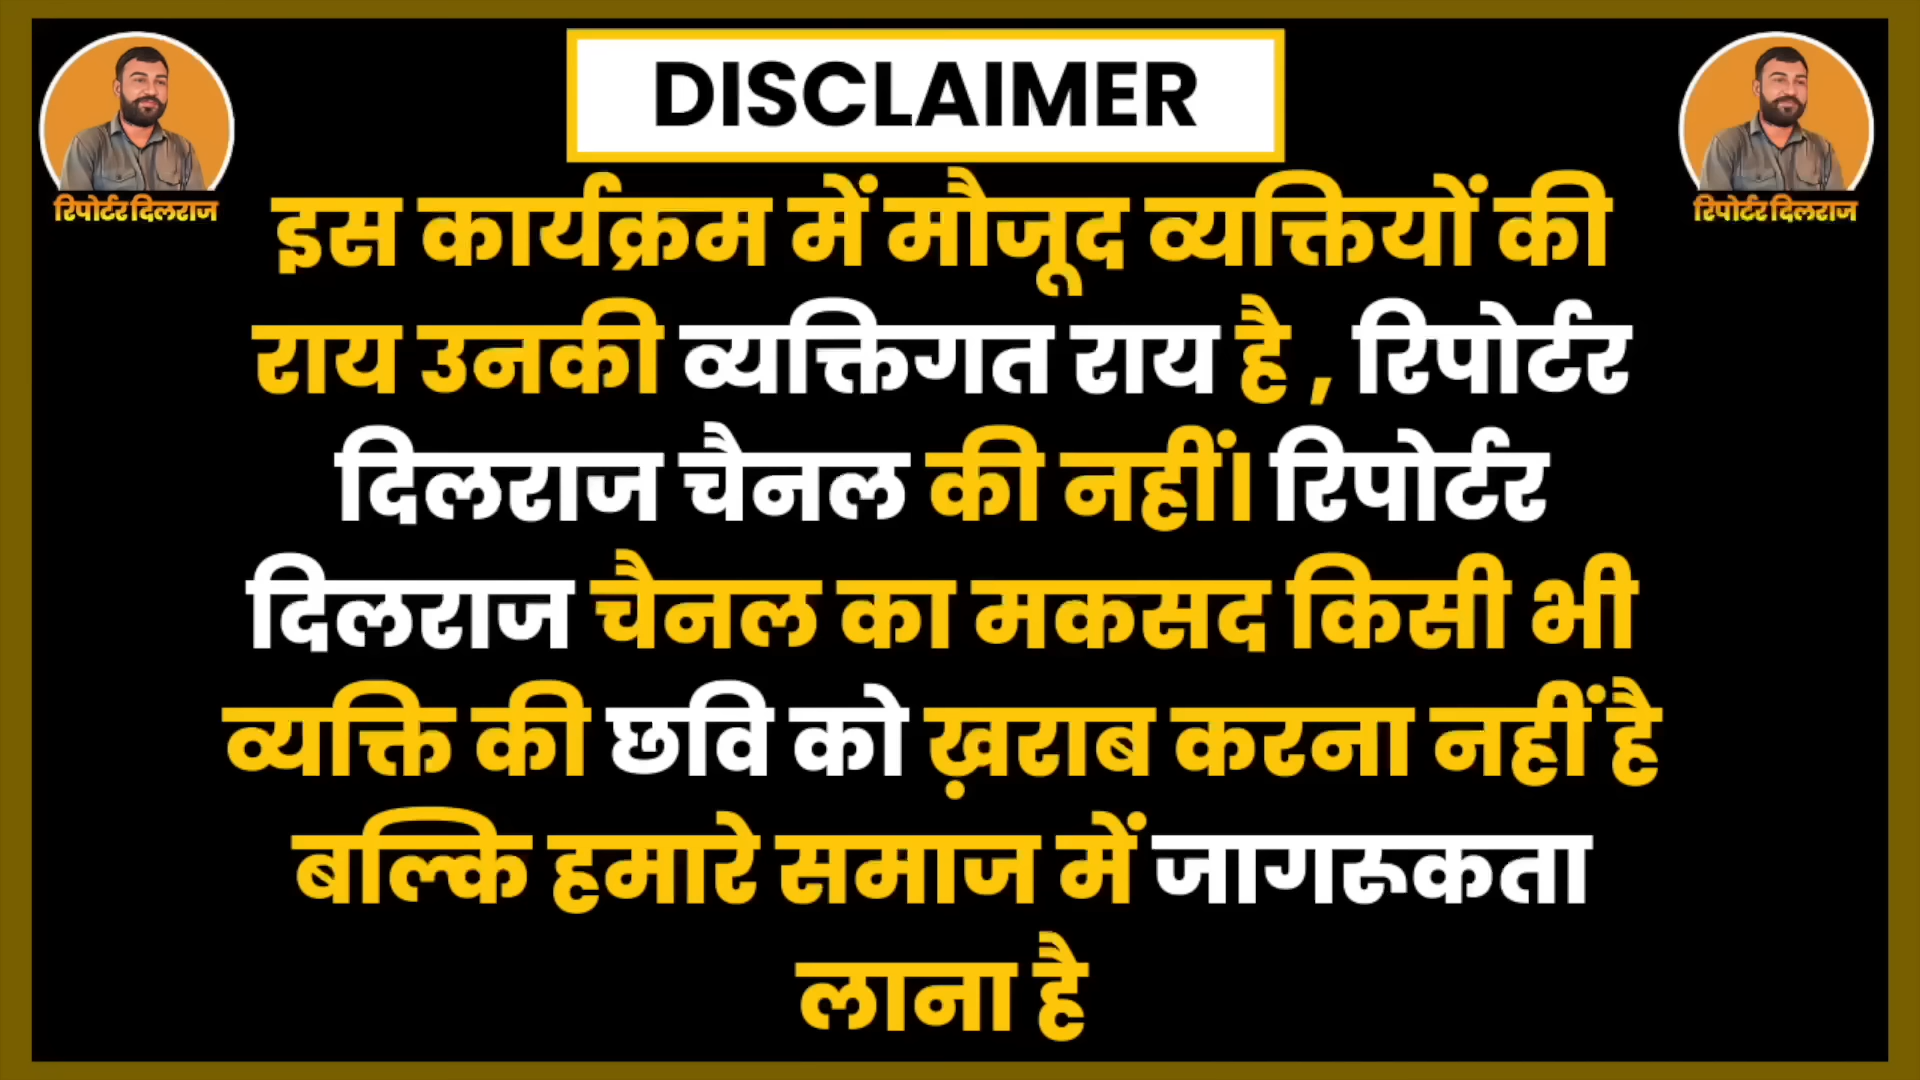 DISCLAIMER
रिपोर्टर दिलराज
रिपोर्टर दिलराज
इस कार्यक्रम में मौजूद व्यक्तियों की
राय उनकी व्यक्तिगत राय है , रिपोर्टर
दिलराज चैनल की नहीं। रिपोर्टर
दिलराज चैनल का मकसद किसी भी
व्यक्ति की छवि को ख़राब करना नहीं है
बल्कि हमारे समाज में जागरूकता
लाना है